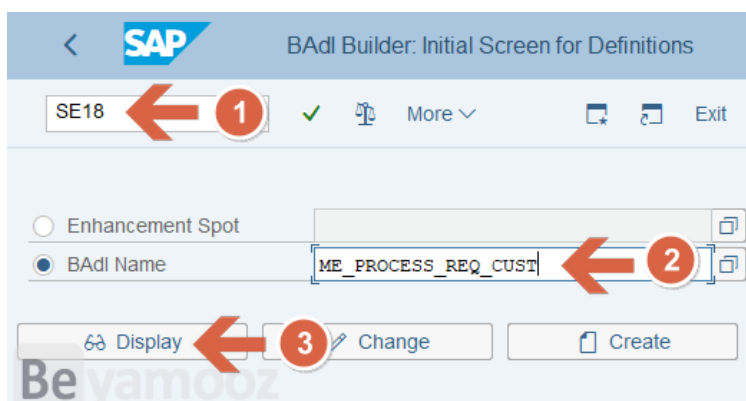 SAP BAdI Builder: Initial Screen for Definitions
SE18 1 More Exit
Enhancement Spot
BAdI Name ME_PROCESS_REQ_CUST 2
Display 3 Change Create
Beyamooz